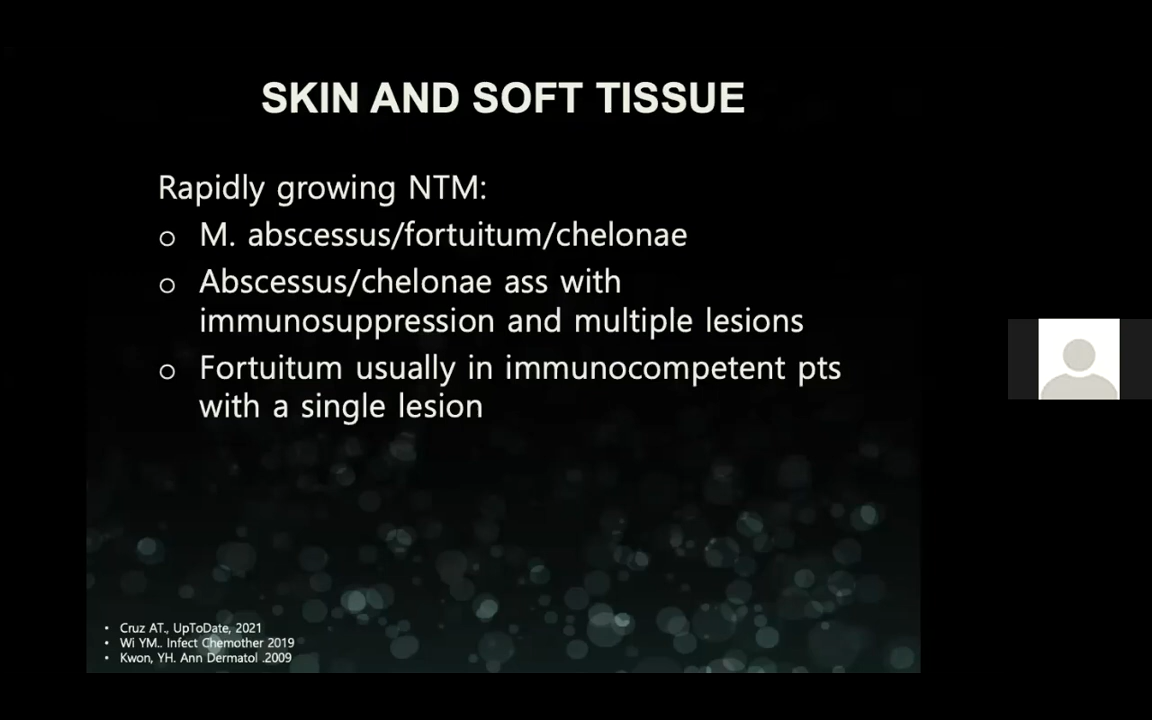 SKIN AND SOFT TISSUE
Rapidly growing NTM:
o M. abscessus/fortuitum/chelonae
o Abscessus/chelonae ass with
immunosuppression and multiple lesions
o Fortuitum usually in immunocompetent pts
with a single lesion
• Cruz AT., UpToDate, 2021
• Wi YM.. Infect Chemother 2019
• Kwon, YH. Ann Dermatol .2009